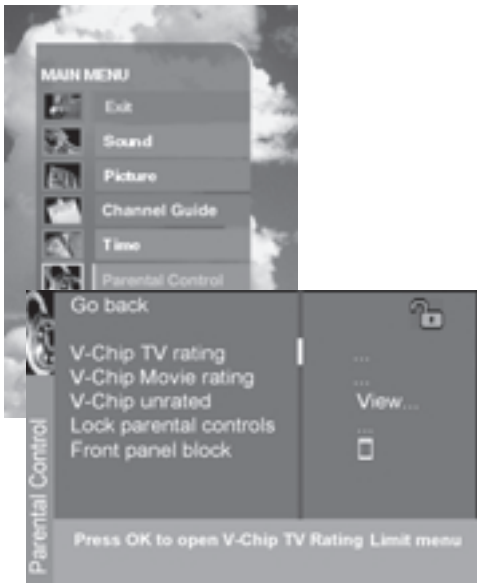 MAIN MENU
Exit
Sound
Picture
Channel Guide
Time
Parental Control
Go back
V-Chip TV rating ...
V-Chip Movie rating ...
V-Chip unrated View...
Lock parental controls ...
Front panel block
Parental Control
Press OK to open V-Chip TV Rating Limit menu